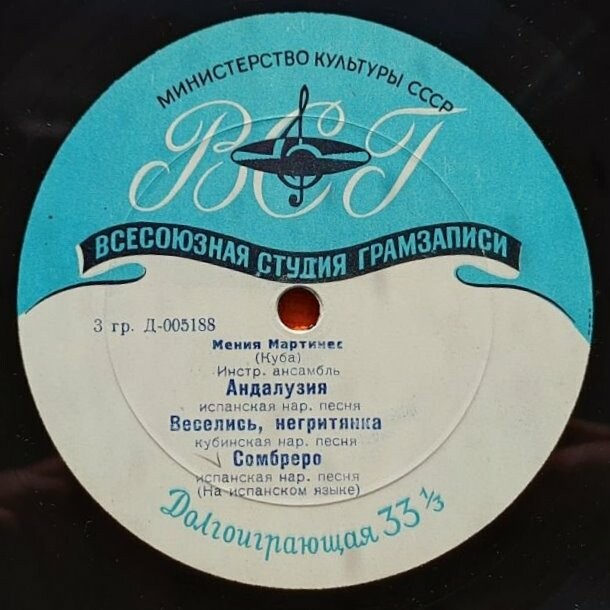 МИНИСТЕРСТВО КУЛЬТУРЫ СССР
ВСГ
ВСЕСОЮЗНАЯ СТУДИЯ ГРАМЗАПИСИ
3 гр. Д-005188
Мения Мартинес
(Куба)
Инстр. ансамбль
Андалузия
испанская нар. песня
Веселись, негритянка
кубинская нар. песня
Сомбреро
испанская нар. песня
(На испанском языке)
Долгоиграющая 33 1/3